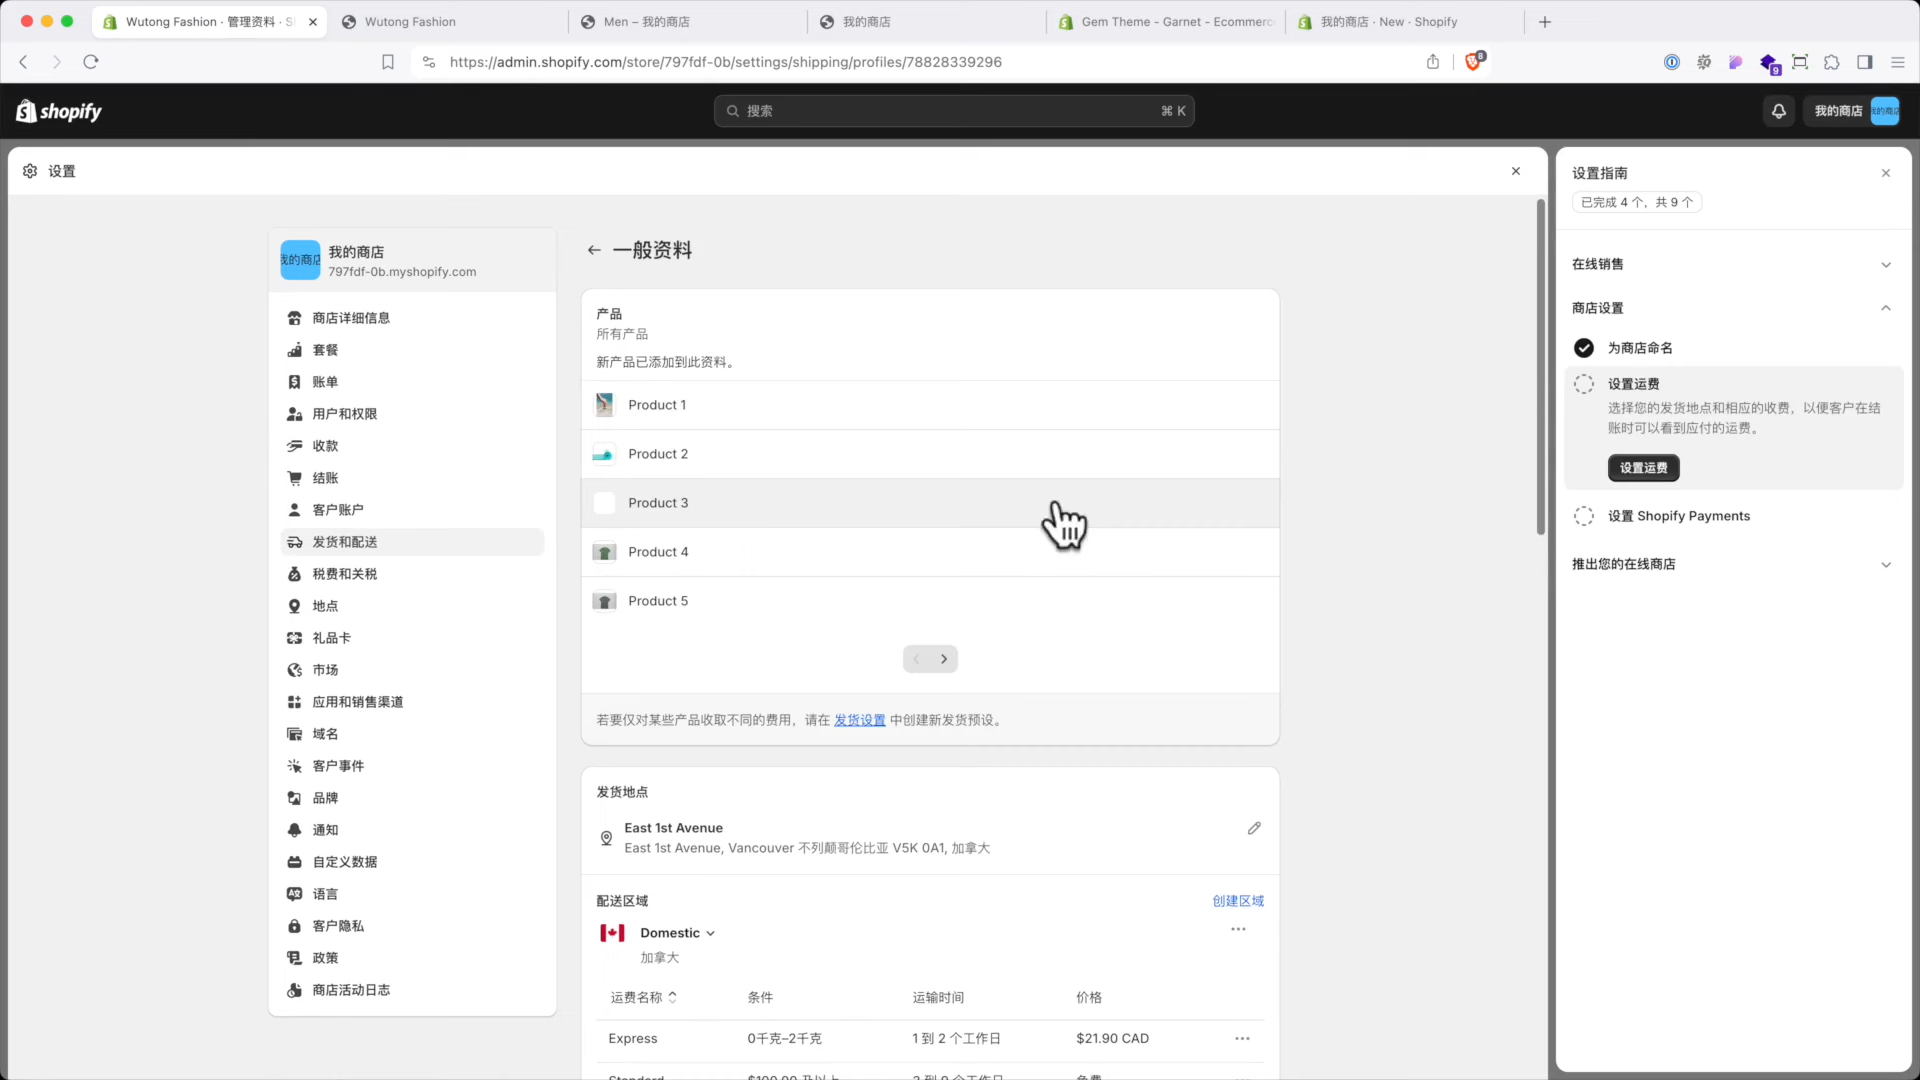 Wutong Fashion · 管理资料 · S
Wutong Fashion
Men – 我的商店
我的商店
Gem Theme - Garnet - Ecommerc
我的商店 · New · Shopify
https://admin.shopify.com/store/797fdf-0b/settings/shipping/profiles/78828339296
8
9
shopify
搜索
⌘ K
我的商店
我的商店
设置
我的商店
我的商店
797fdf-0b.myshopify.com
商店详细信息
套餐
账单
用户和权限
收款
结账
客户账户
发货和配送
税费和关税
地点
礼品卡
市场
应用和销售渠道
域名
客户事件
品牌
通知
自定义数据
语言
客户隐私
政策
商店活动日志
一般资料
产品
所有产品
新产品已添加到此资料。
Product 1
Product 2
Product 3
Product 4
Product 5
若要仅对某些产品收取不同的费用，请在 发货设置 中创建新发货预设。
发货地点
East 1st Avenue
East 1st Avenue, Vancouver 不列颠哥伦比亚 V5K 0A1, 加拿大
配送区域
创建区域
Domestic
加拿大
运费名称 条件 运输时间 价格
Express 0千克–2千克 1 到 2 个工作日 $21.90 CAD
设置指南
已完成 4 个，共 9 个
在线销售
商店设置
为商店命名
设置运费
选择您的发货地点和相应的收费，以便客户在结
账时可以看到应付的运费。
设置运费
设置 Shopify Payments
推出您的在线商店